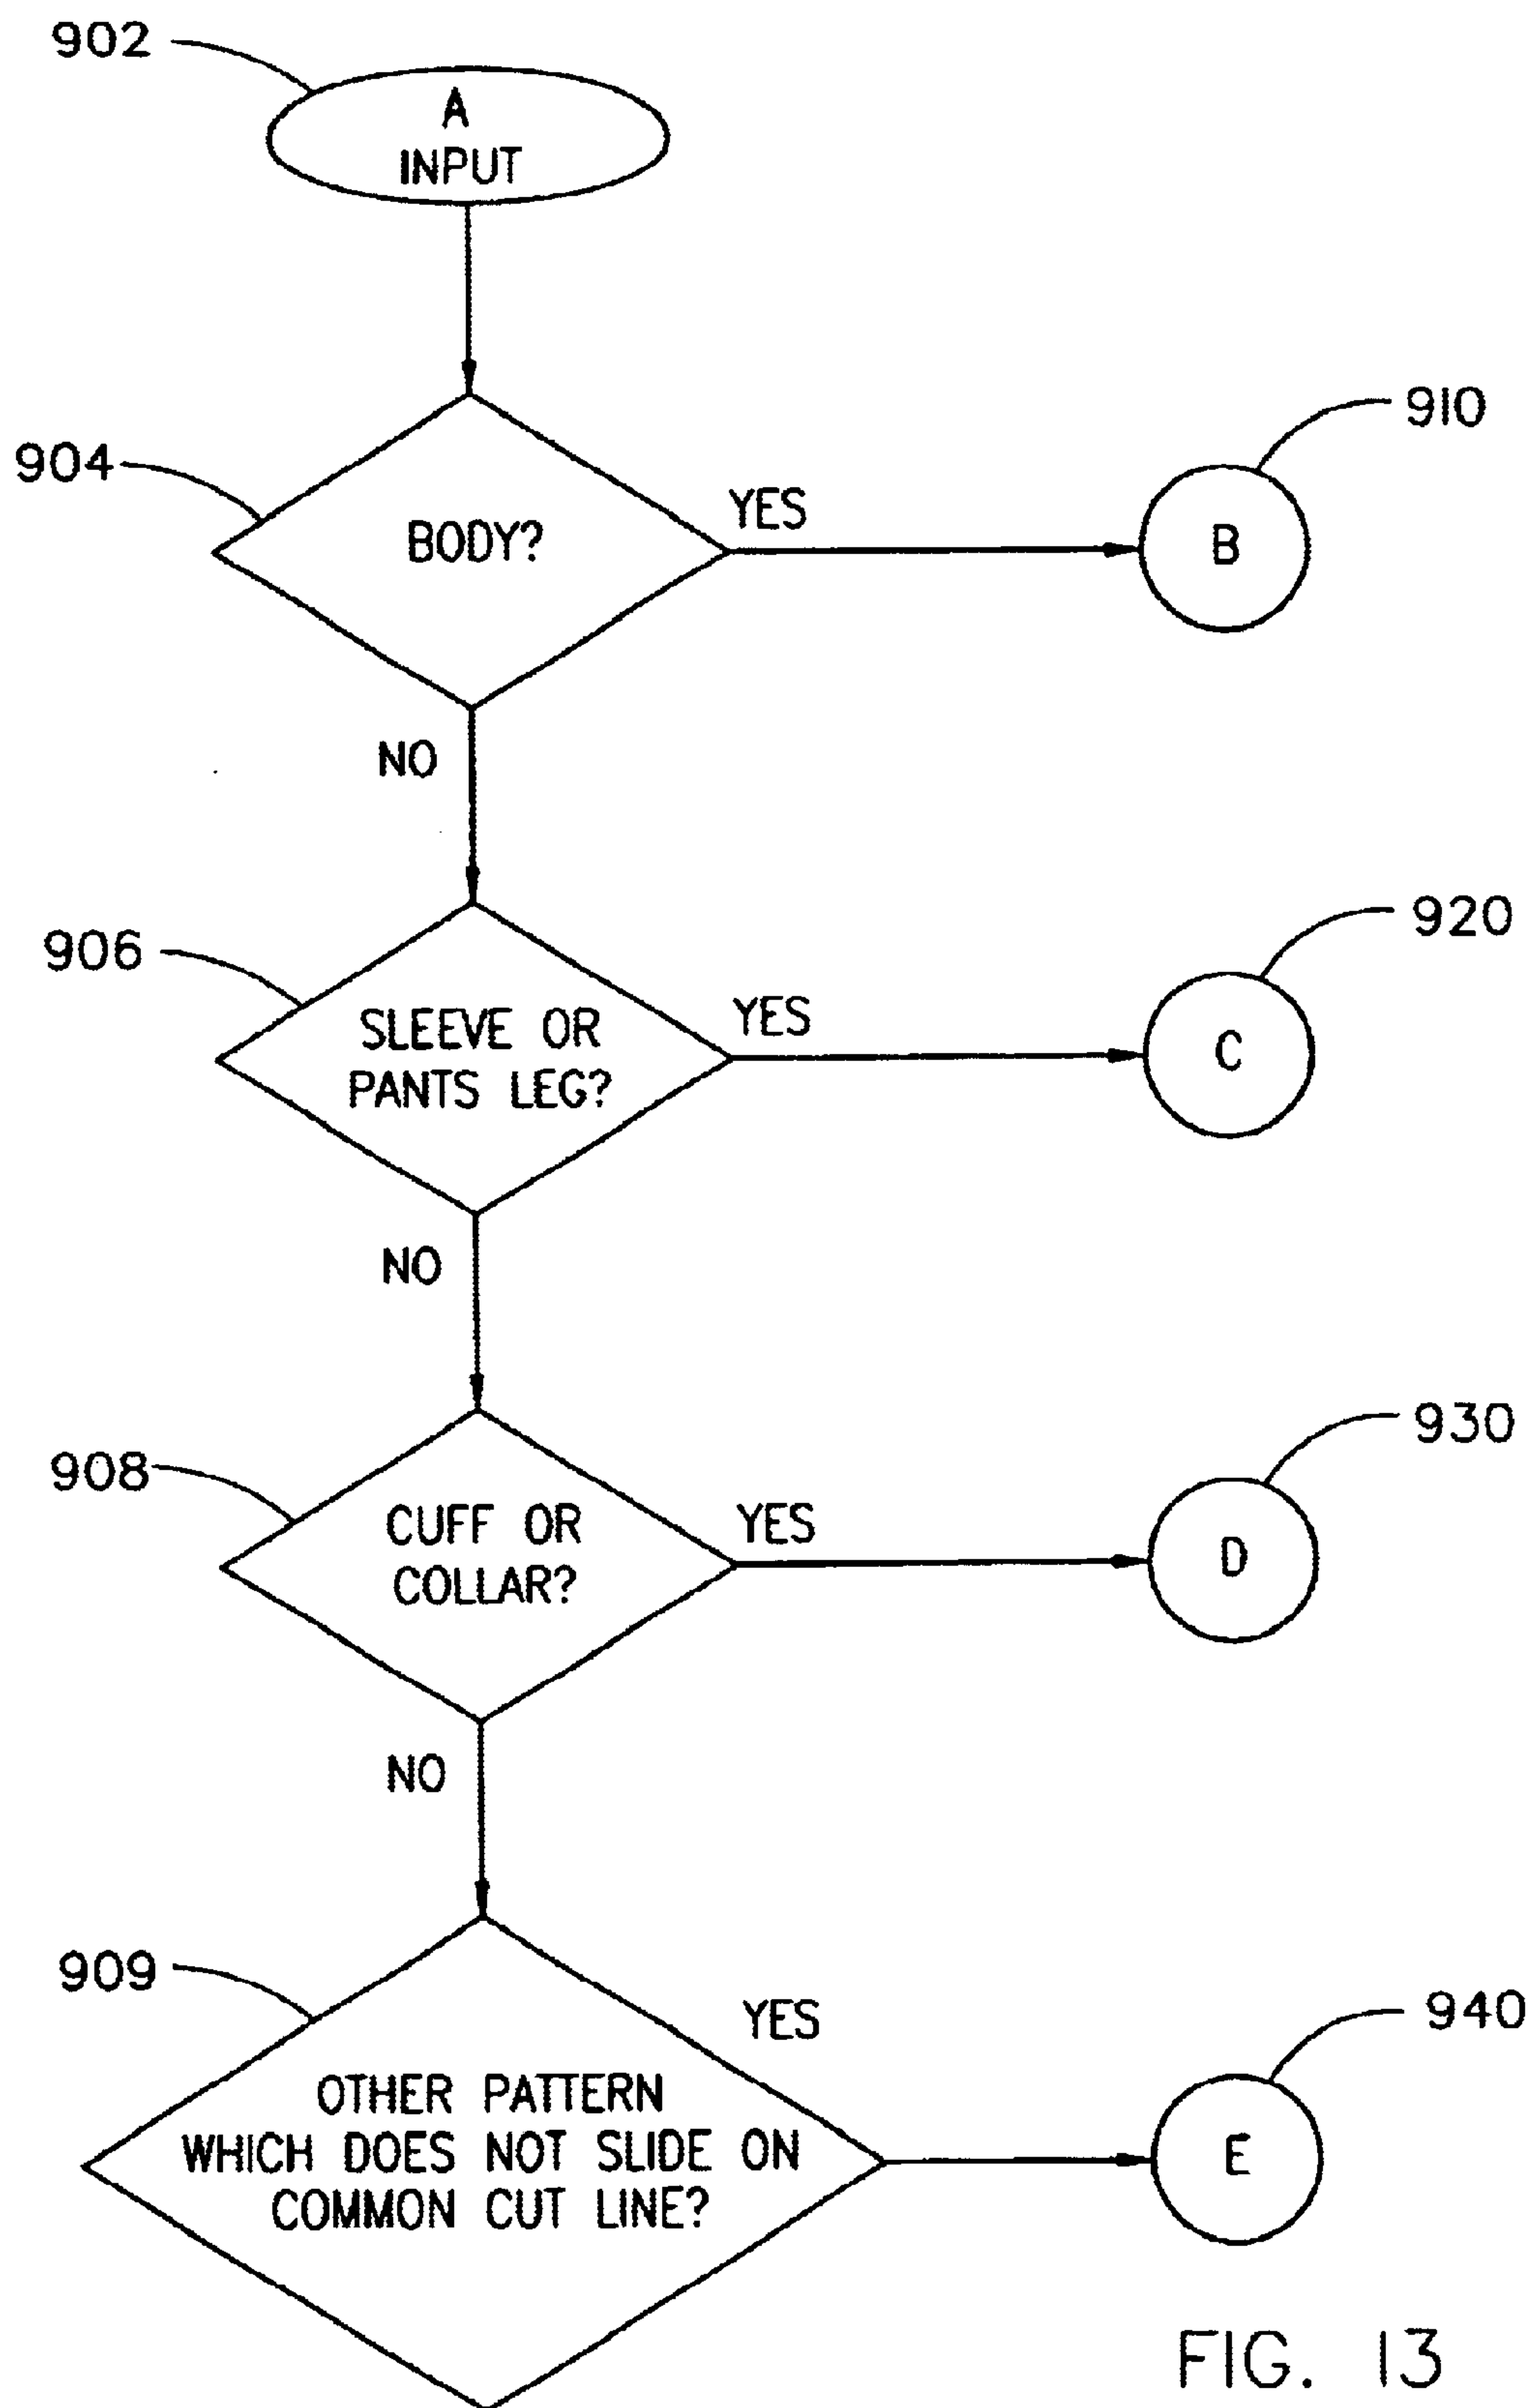 902
A
INPUT
904
BODY?
YES
910
B
NO
906
SLEEVE OR
PANTS LEG?
YES
920
C
NO
908
CUFF OR
COLLAR?
YES
930
D
NO
909
OTHER PATTERN
WHICH DOES NOT SLIDE ON
COMMON CUT LINE?
YES
940
E
FIG. 13